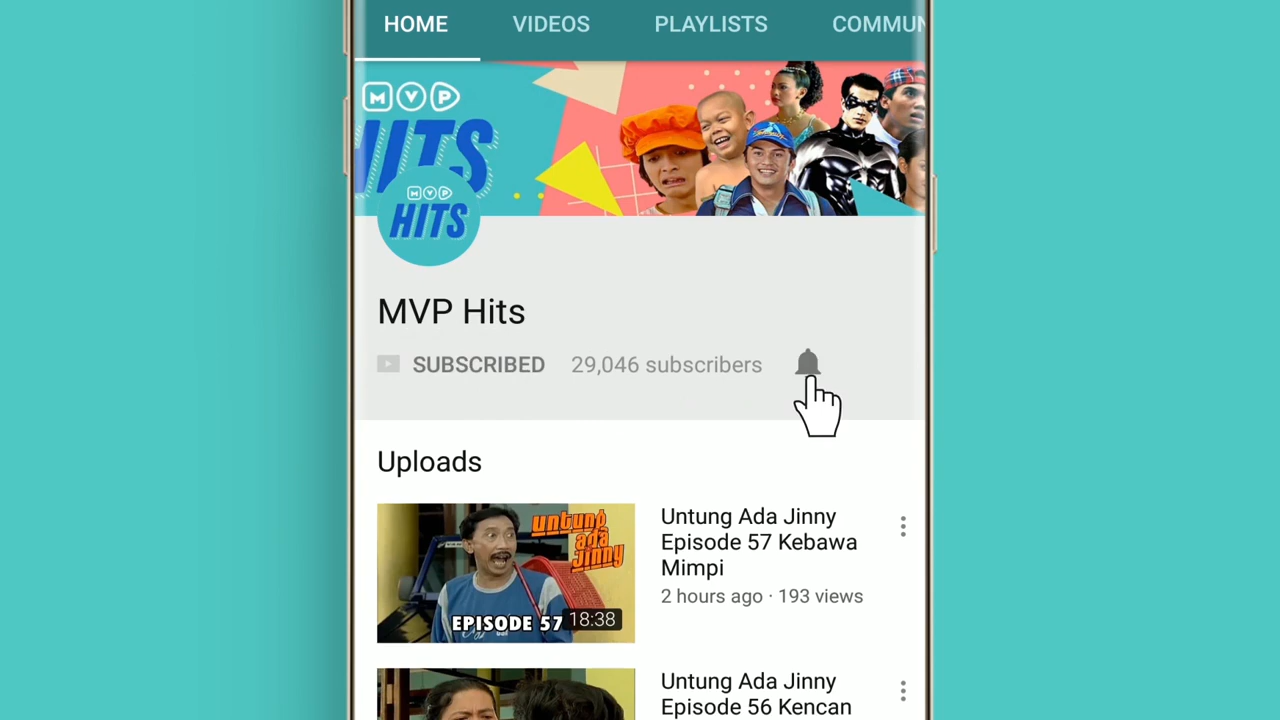 HOME VIDEOS PLAYLISTS COMMUN
MVP
HITS
MVP
HITS
MVP Hits
SUBSCRIBED 29,046 subscribers
Uploads
untung
ada
jinny
EPISODE 57
18:38
Untung Ada Jinny
Episode 57 Kebawa
Mimpi
2 hours ago · 193 views
Untung Ada Jinny
Episode 56 Kencan